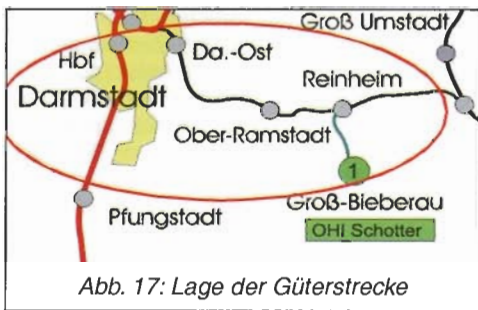 Groß Umstadt
Hbf
Da.-Ost
Reinheim
Darmstadt
Ober-Ramstadt
1
Pfungstadt
Groß-Bieberau
OHI Schotter
Abb. 17: Lage der Güterstrecke